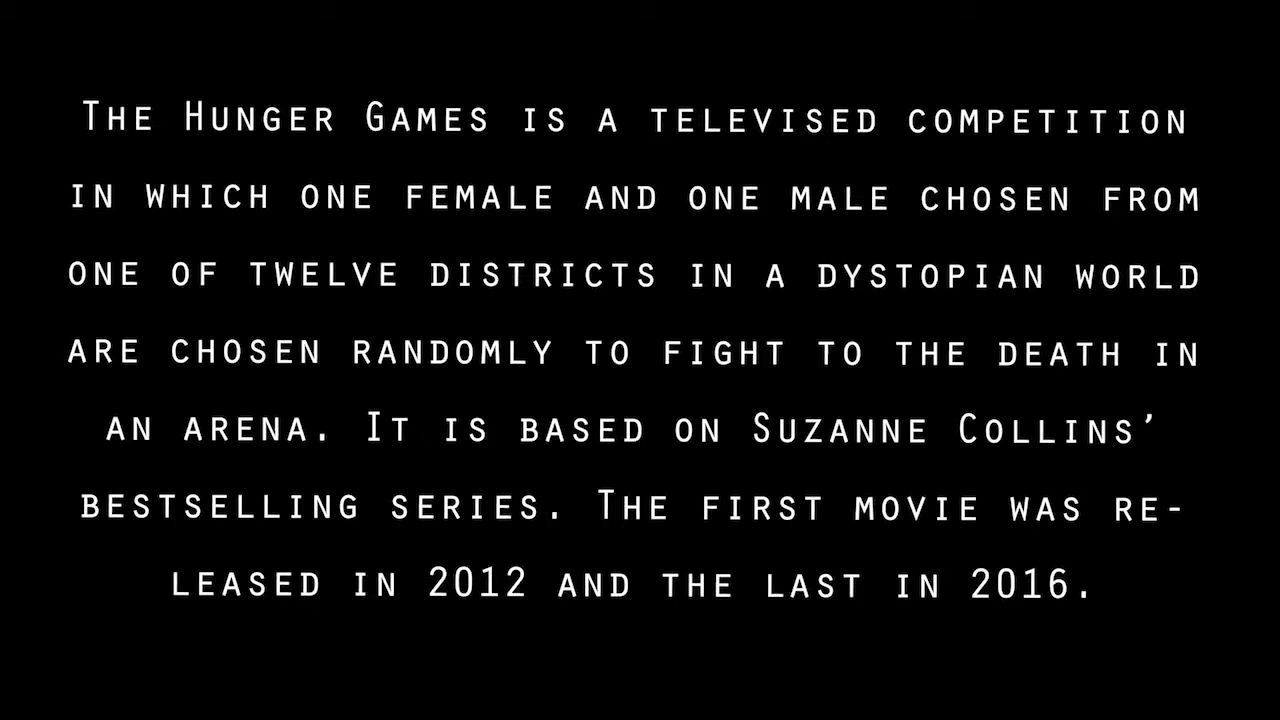 The Hunger Games is a televised competition
in which one female and one male chosen from
one of twelve districts in a dystopian world
are chosen randomly to fight to the death in
an arena. It is based on Suzanne Collins’
bestselling series. The first movie was re-
leased in 2012 and the last in 2016.